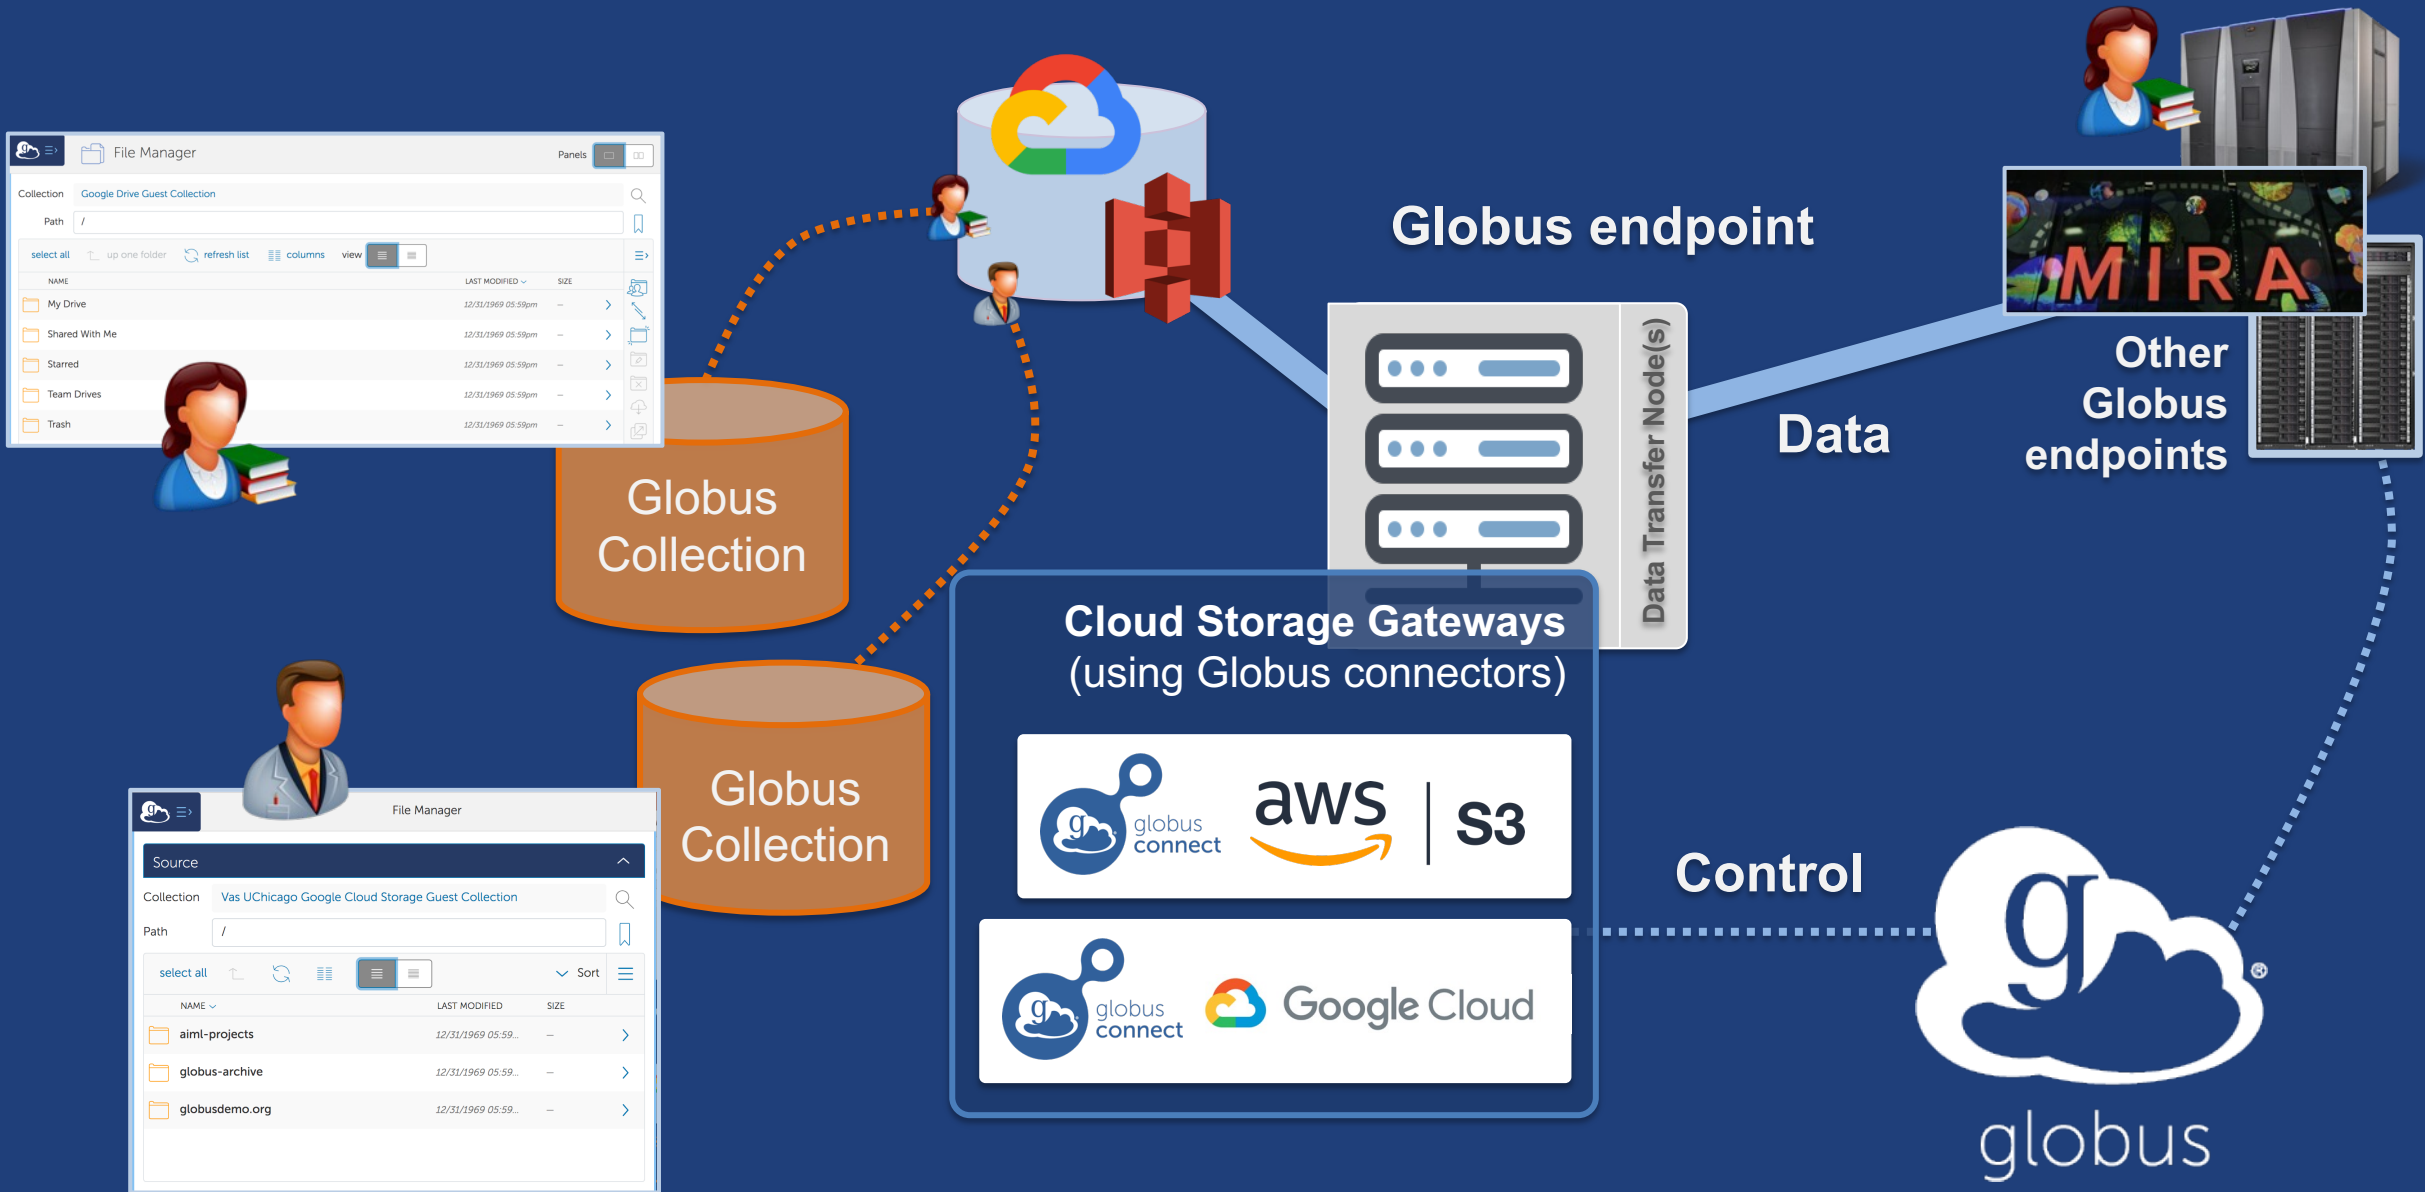 File Manager
Panels
Collection
Google Drive Guest Collection
Path
/
select all
up one folder
refresh list
columns
view
NAME
LAST MODIFIED
SIZE
My Drive
12/31/1969 05:59pm
–
Shared With Me
12/31/1969 05:59pm
–
Starred
12/31/1969 05:59pm
–
Team Drives
12/31/1969 05:59pm
–
Trash
12/31/1969 05:59pm
–
Globus
Collection
Globus
Collection
File Manager
Source
Collection
Vas UChicago Google Cloud Storage Guest Collection
Path
/
select all
Sort
NAME
LAST MODIFIED
SIZE
aiml-projects
12/31/1969 05:59...
–
globus-archive
12/31/1969 05:59...
–
globusdemo.org
12/31/1969 05:59...
–
Globus endpoint
Data Transfer Node(s)
Data
MIRA
Other
Globus
endpoints
Cloud Storage Gateways
(using Globus connectors)
g
globus
connect
aws
S3
g
globus
connect
Google Cloud
Control
g
®
globus